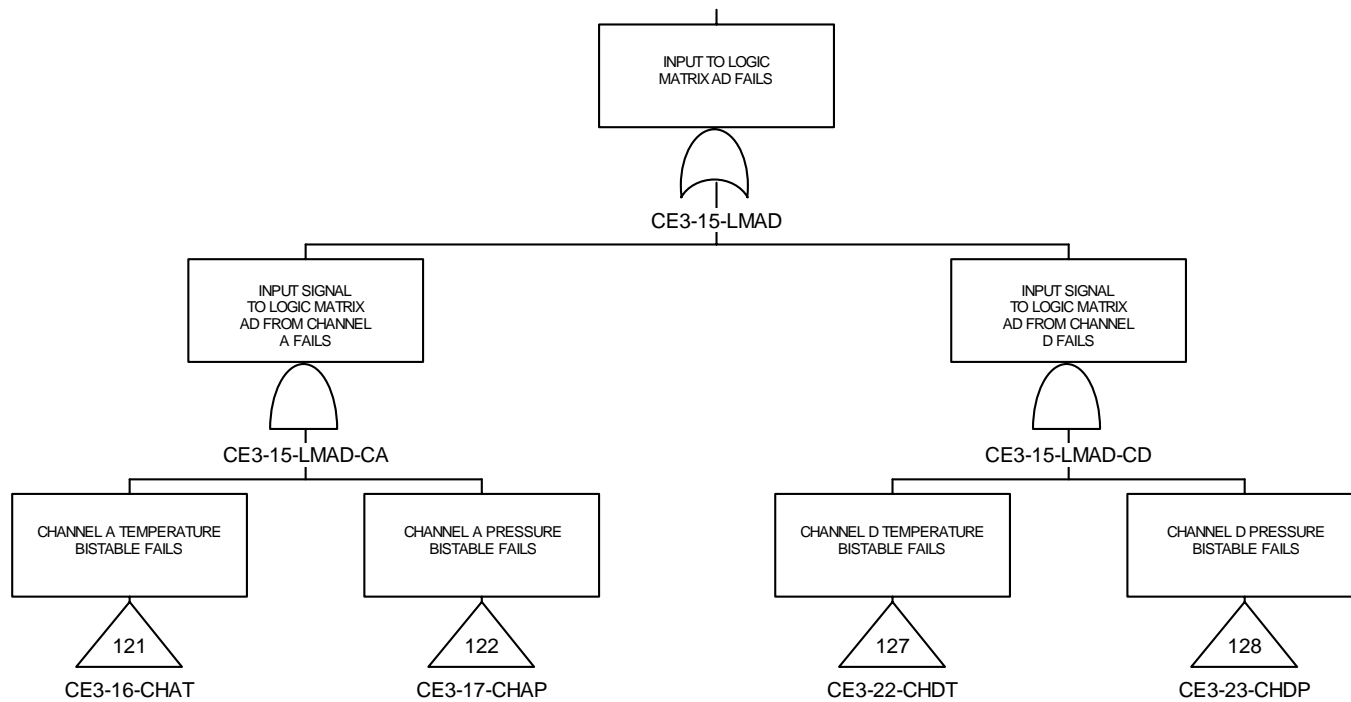 INPUT TO LOGIC
MATRIX AD FAILS
CE3-15-LMAD
INPUT SIGNAL
TO LOGIC MATRIX
AD FROM CHANNEL
A FAILS
INPUT SIGNAL
TO LOGIC MATRIX
AD FROM CHANNEL
D FAILS
CE3-15-LMAD-CA
CE3-15-LMAD-CD
CHANNEL A TEMPERATURE
BISTABLE FAILS
CHANNEL A PRESSURE
BISTABLE FAILS
CHANNEL D TEMPERATURE
BISTABLE FAILS
CHANNEL D PRESSURE
BISTABLE FAILS
121
122
127
128
CE3-16-CHAT
CE3-17-CHAP
CE3-22-CHDT
CE3-23-CHDP